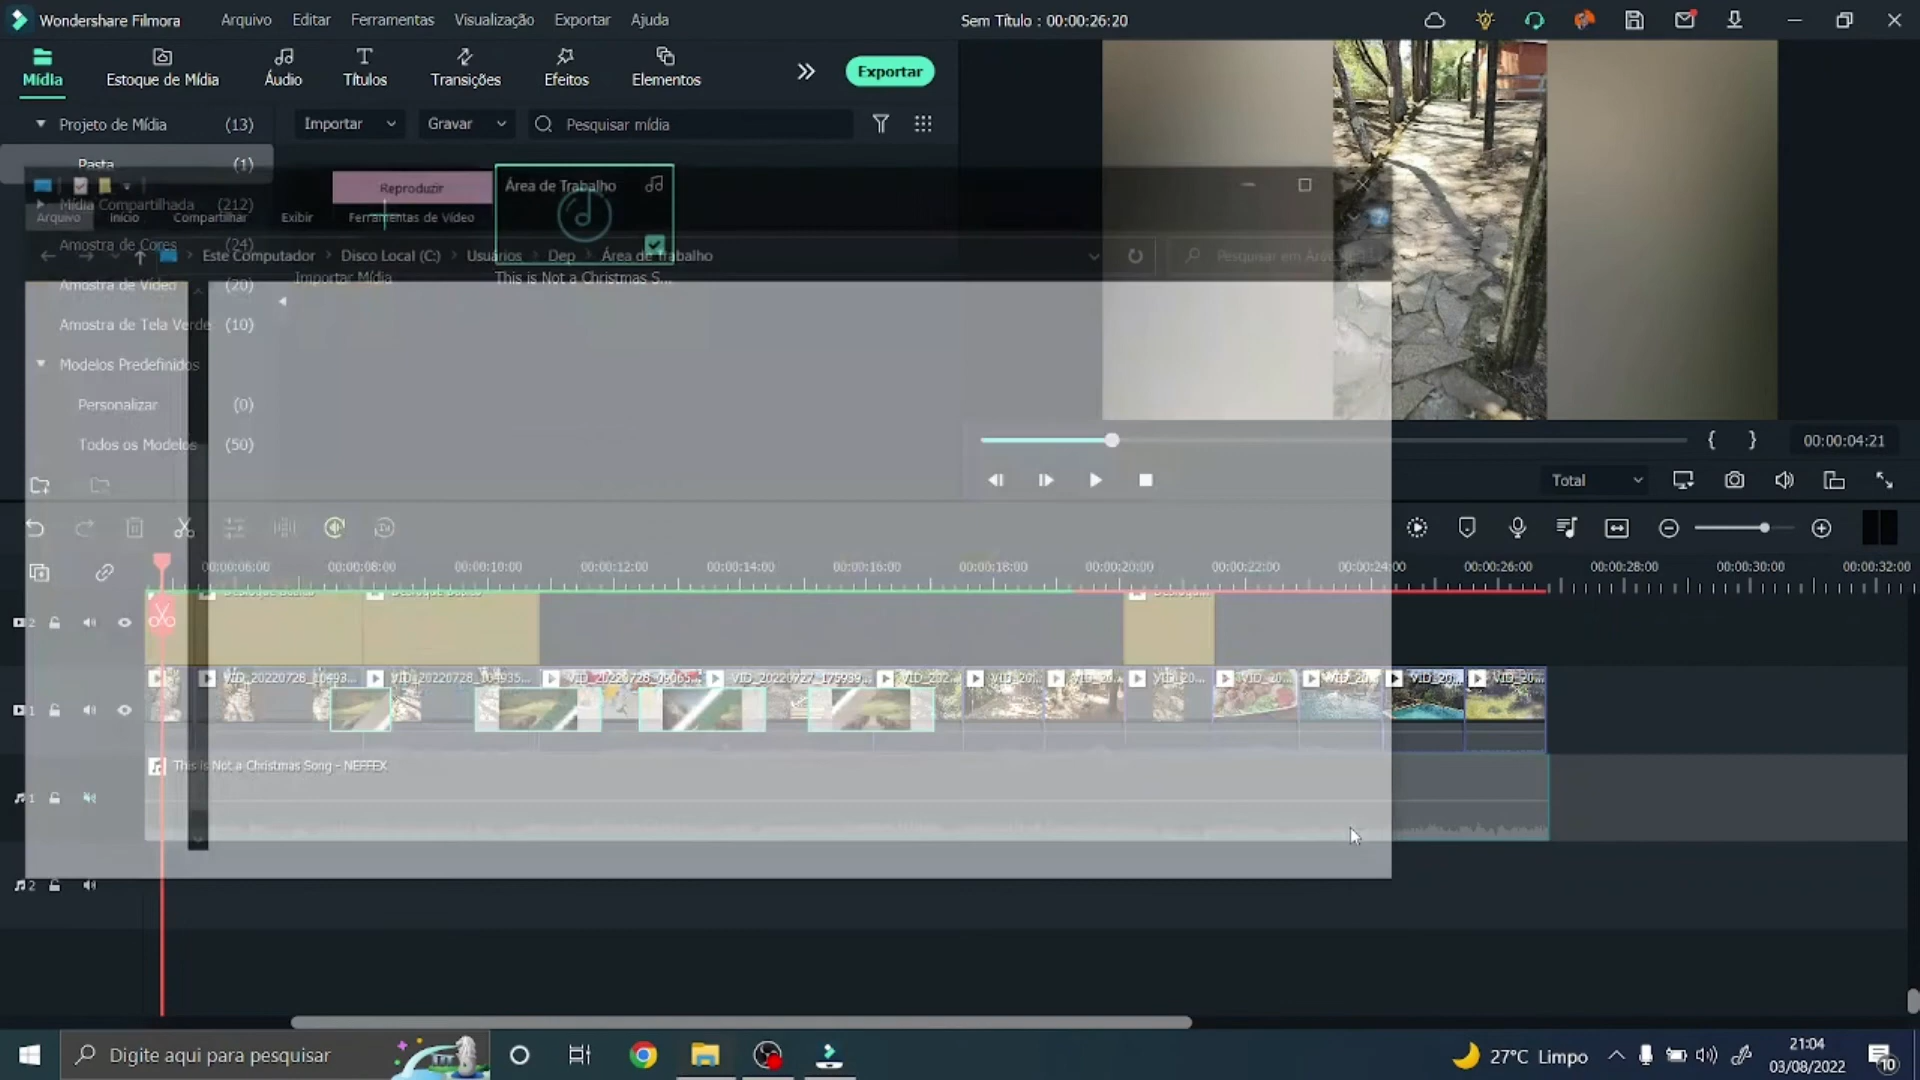 Wondershare Filmora Arquivo Editar Ferramentas Visualização Exportar Ajuda Sem Título : 00:00:26:20
Mídia Estoque de Mídia Áudio Títulos Transições Efeitos Elementos Exportar
Projeto de Mídia (13) Importar Gravar Pesquisar mídia
Pasta (1)
Reproduzir Área de Trabalho
Mídia Compartilhada (212)
Arquivo Início Compartilhar Exibir Ferramentas de Vídeo
Amostra de Cores (24)
Este Computador Disco Local (C:) Usuários Dep Área de Trabalho
Importar Mídia This is Not a Christmas S...
Amostra de Vídeo (20)
Amostra de Tela Verde (10)
Modelos Predefinidos
Personalizar (0)
Todos os Modelos (50)
{ } 00:00:04:21
Total
00:00:06:00 00:00:08:00 00:00:10:00 00:00:12:00 00:00:14:00 00:00:16:00 00:00:18:00 00:00:20:00 00:00:22:00 00:00:24:00 00:00:26:00 00:00:28:00 00:00:30:00 00:00:32:00
2
1 VID_20220728_10493... VID_20220728_104935... VID_20220728_09065... VID_20220727_175939... VID_202... VID_20... VID_20... VID_20... VID_20... VID_20... VID_20... VID_20...
This is Not a Christmas Song - NEFFEX
1
2
Digite aqui para pesquisar 27°C Limpo 21:04
03/08/2022 10